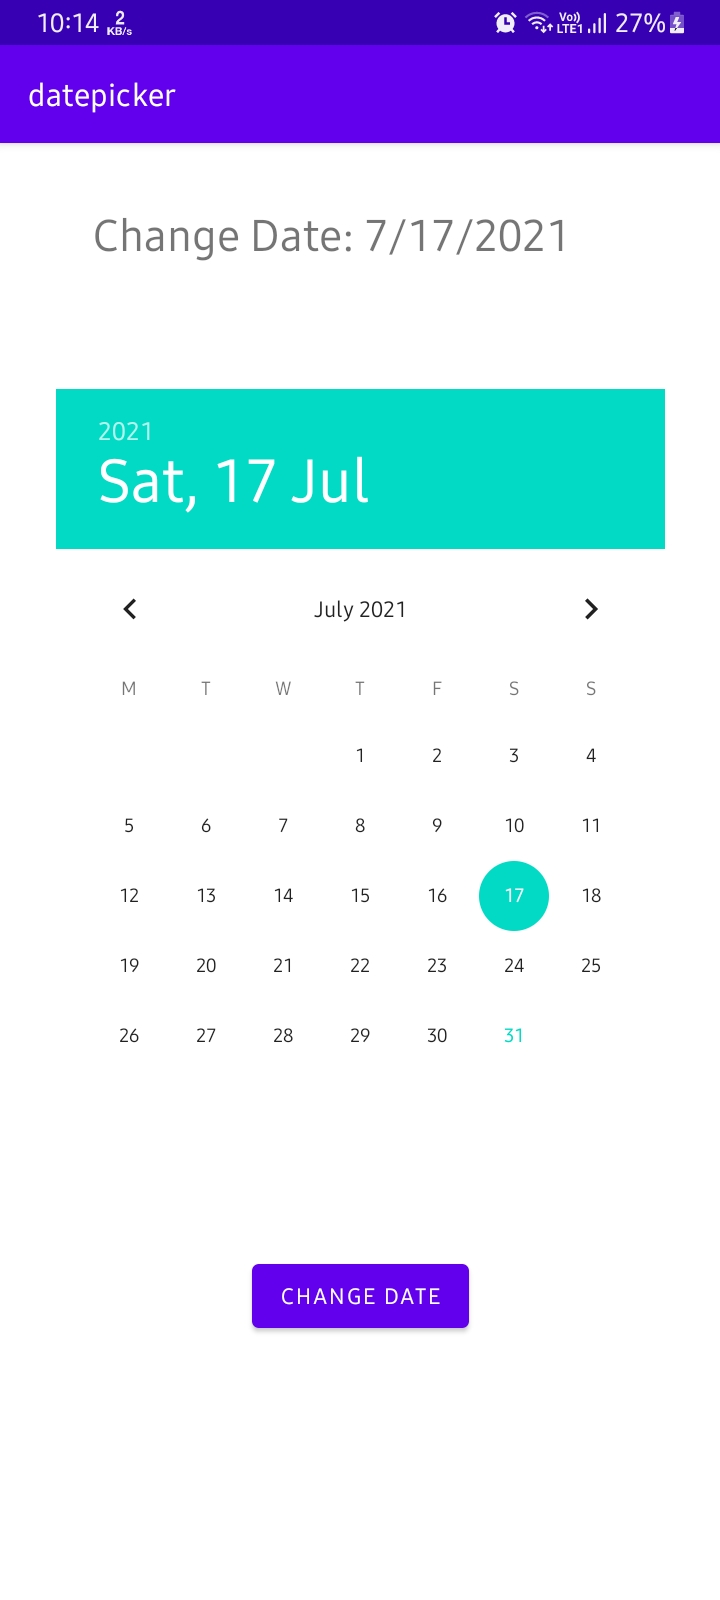 10:14 2 KB/s Vo)) LTE1 27%
datepicker
Change Date: 7/17/2021
2021
Sat, 17 Jul
July 2021
M T W T F S S
1 2 3 4
5 6 7 8 9 10 11
12 13 14 15 16 17 18
19 20 21 22 23 24 25
26 27 28 29 30 31
CHANGE DATE